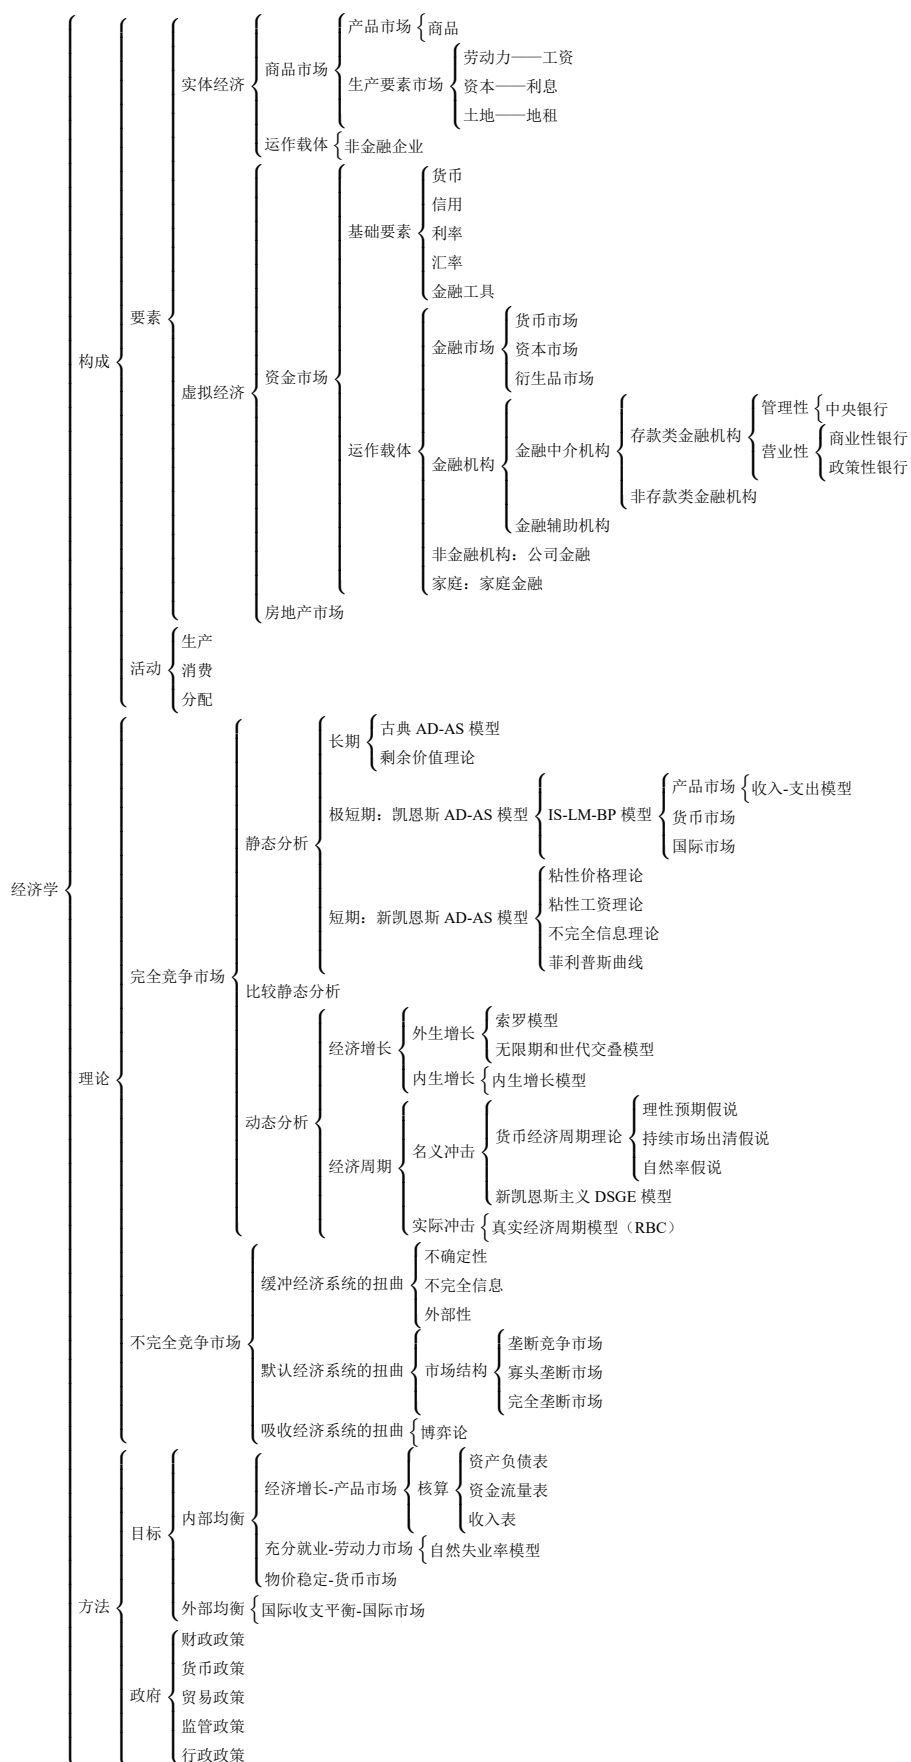 经济学
构成
要素
实体经济
商品市场
产品市场
商品
生产要素市场
劳动力——工资
资本——利息
土地——地租
运作载体
非金融企业
虚拟经济
资金市场
基础要素
货币
信用
利率
汇率
金融工具
运作载体
金融市场
货币市场
资本市场
衍生品市场
金融机构
金融中介机构
存款类金融机构
管理性
中央银行
营业性
商业性银行
政策性银行
非存款类金融机构
金融辅助机构
非金融机构：公司金融
家庭：家庭金融
房地产市场
活动
生产
消费
分配
理论
完全竞争市场
静态分析
长期
古典 AD-AS 模型
剩余价值理论
极短期：凯恩斯 AD-AS 模型
IS-LM-BP 模型
产品市场
收入-支出模型
货币市场
国际市场
短期：新凯恩斯 AD-AS 模型
粘性价格理论
粘性工资理论
不完全信息理论
菲利普斯曲线
比较静态分析
动态分析
经济增长
外生增长
索罗模型
无限期和世代交叠模型
内生增长
内生增长模型
经济周期
名义冲击
货币经济周期理论
理性预期假说
持续市场出清假说
自然率假说
新凯恩斯主义 DSGE 模型
实际冲击
真实经济周期模型（RBC）
不完全竞争市场
缓冲经济系统的扭曲
不确定性
不完全信息
外部性
默认经济系统的扭曲
市场结构
垄断竞争市场
寡头垄断市场
完全垄断市场
吸收经济系统的扭曲
博弈论
方法
目标
内部均衡
经济增长-产品市场
核算
资产负债表
资金流量表
收入表
充分就业-劳动力市场
自然失业率模型
物价稳定-货币市场
外部均衡
国际收支平衡-国际市场
政府
财政政策
货币政策
贸易政策
监管政策
行政政策